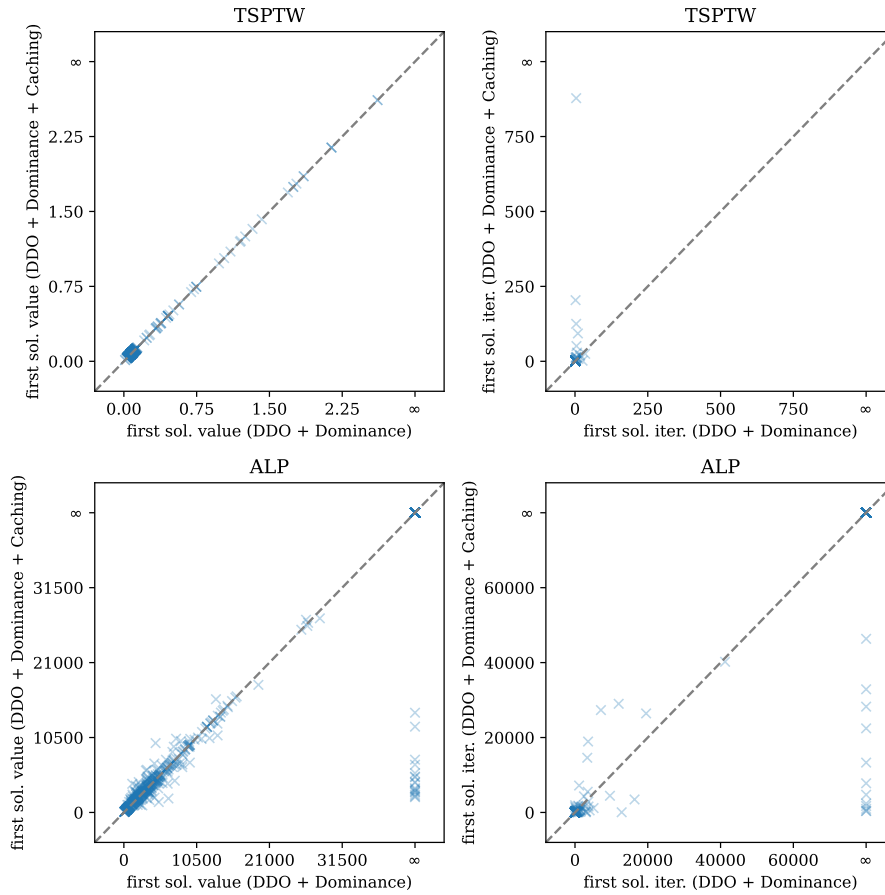 TSPTW
first sol. value (DDO + Dominance + Caching)
∞
2.25
1.50
0.75
0.00
0.00 0.75 1.50 2.25 ∞
first sol. value (DDO + Dominance)
TSPTW
first sol. iter. (DDO + Dominance + Caching)
∞
750
500
250
0
0 250 500 750 ∞
first sol. iter. (DDO + Dominance)
ALP
first sol. value (DDO + Dominance + Caching)
∞
31500
21000
10500
0
0 10500 21000 31500 ∞
first sol. value (DDO + Dominance)
ALP
first sol. iter. (DDO + Dominance + Caching)
∞
60000
40000
20000
0
0 20000 40000 60000 ∞
first sol. iter. (DDO + Dominance)